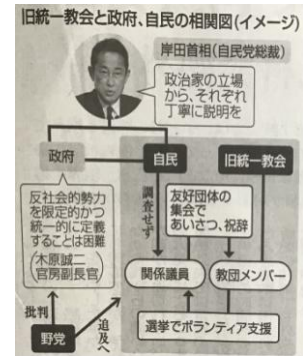 旧統一教会と政府、自民の相関図(イメージ)
岸田首相(自民党総裁)
政治家の立場
から、それぞれ
丁寧に説明を
政府
自民
旧統一教会
反社会的勢力
を限定的かつ
統一的に定義
することは困難
(木原誠二
官房副長官)
調査せず
友好団体の
集会で
あいさつ、祝辞
関係議員
教団メンバー
批判
追及へ
野党
選挙でボランティア支援